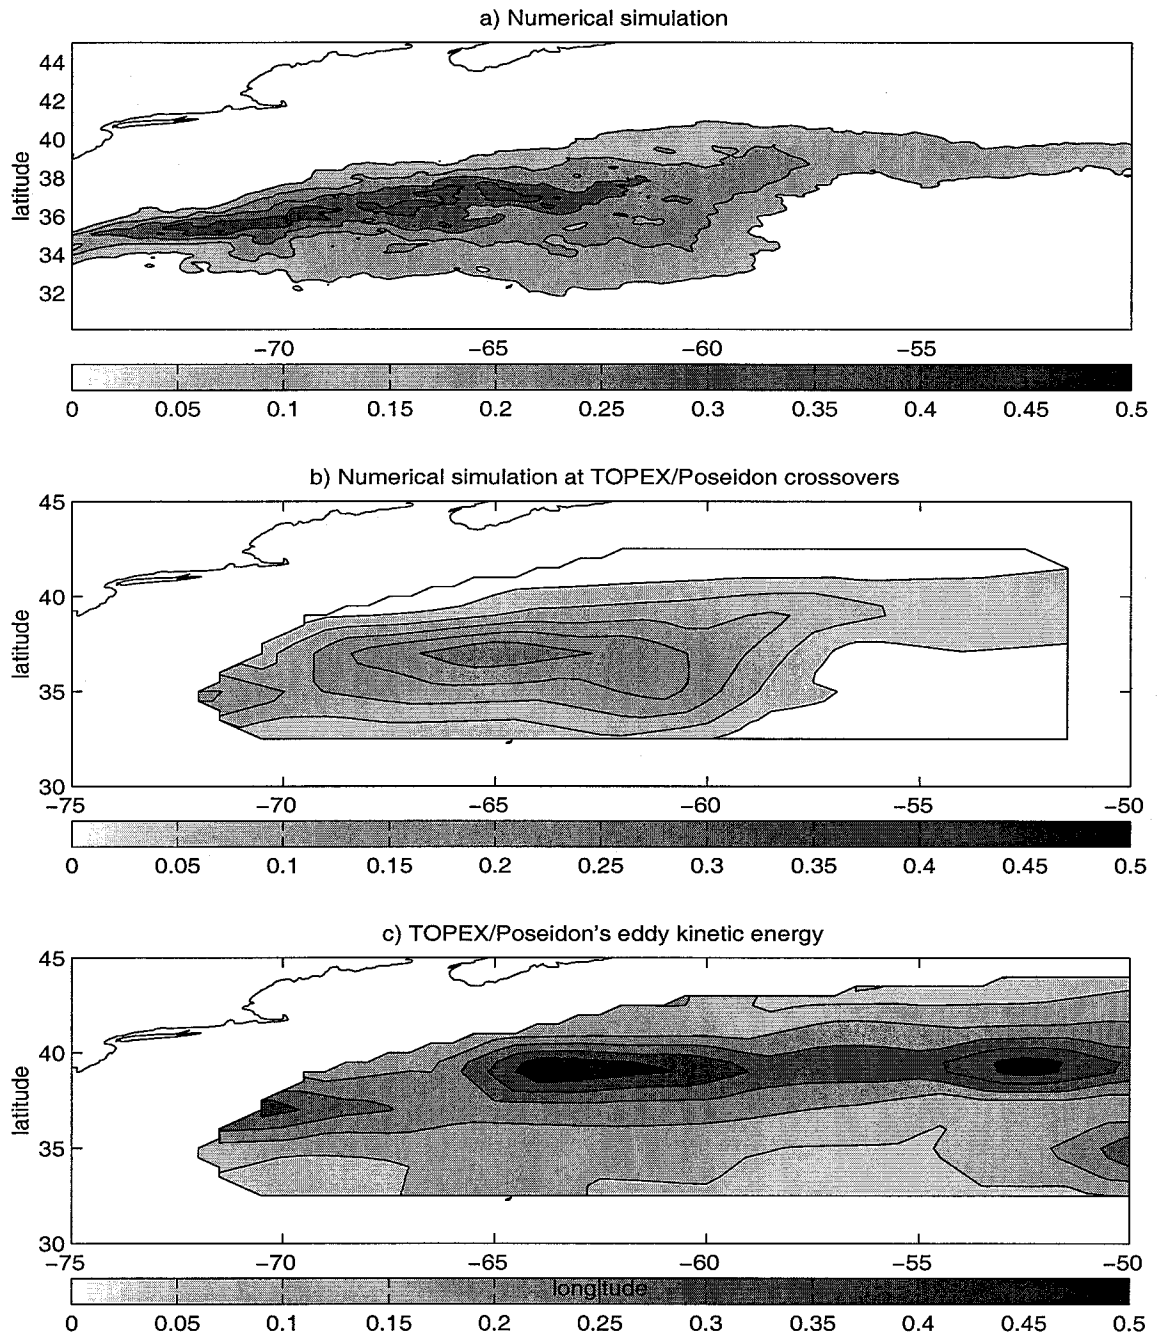 a) Numerical simulation
44
42
40
38
36
34
32
latitude
−70 −65 −60 −55
0 0.05 0.1 0.15 0.2 0.25 0.3 0.35 0.4 0.45 0.5
b) Numerical simulation at TOPEX/Poseidon crossovers
45
40
35
30
latitude
−75 −70 −65 −60 −55 −50
0 0.05 0.1 0.15 0.2 0.25 0.3 0.35 0.4 0.45 0.5
c) TOPEX/Poseidon's eddy kinetic energy
45
40
35
30
latitude
−75 −70 −65 −60 −55 −50
longitude
0 0.05 0.1 0.15 0.2 0.25 0.3 0.35 0.4 0.45 0.5